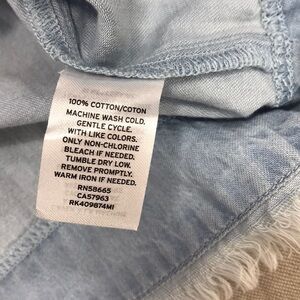 100% COTTON/COTON
MACHINE WASH COLD.
GENTLE CYCLE.
WITH LIKE COLORS.
ONLY NON-CHLORINE
BLEACH IF NEEDED.
TUMBLE DRY LOW.
REMOVE PROMPTLY.
WARM IRON IF NEEDED.
RN58665
CA57963
RK409874MI